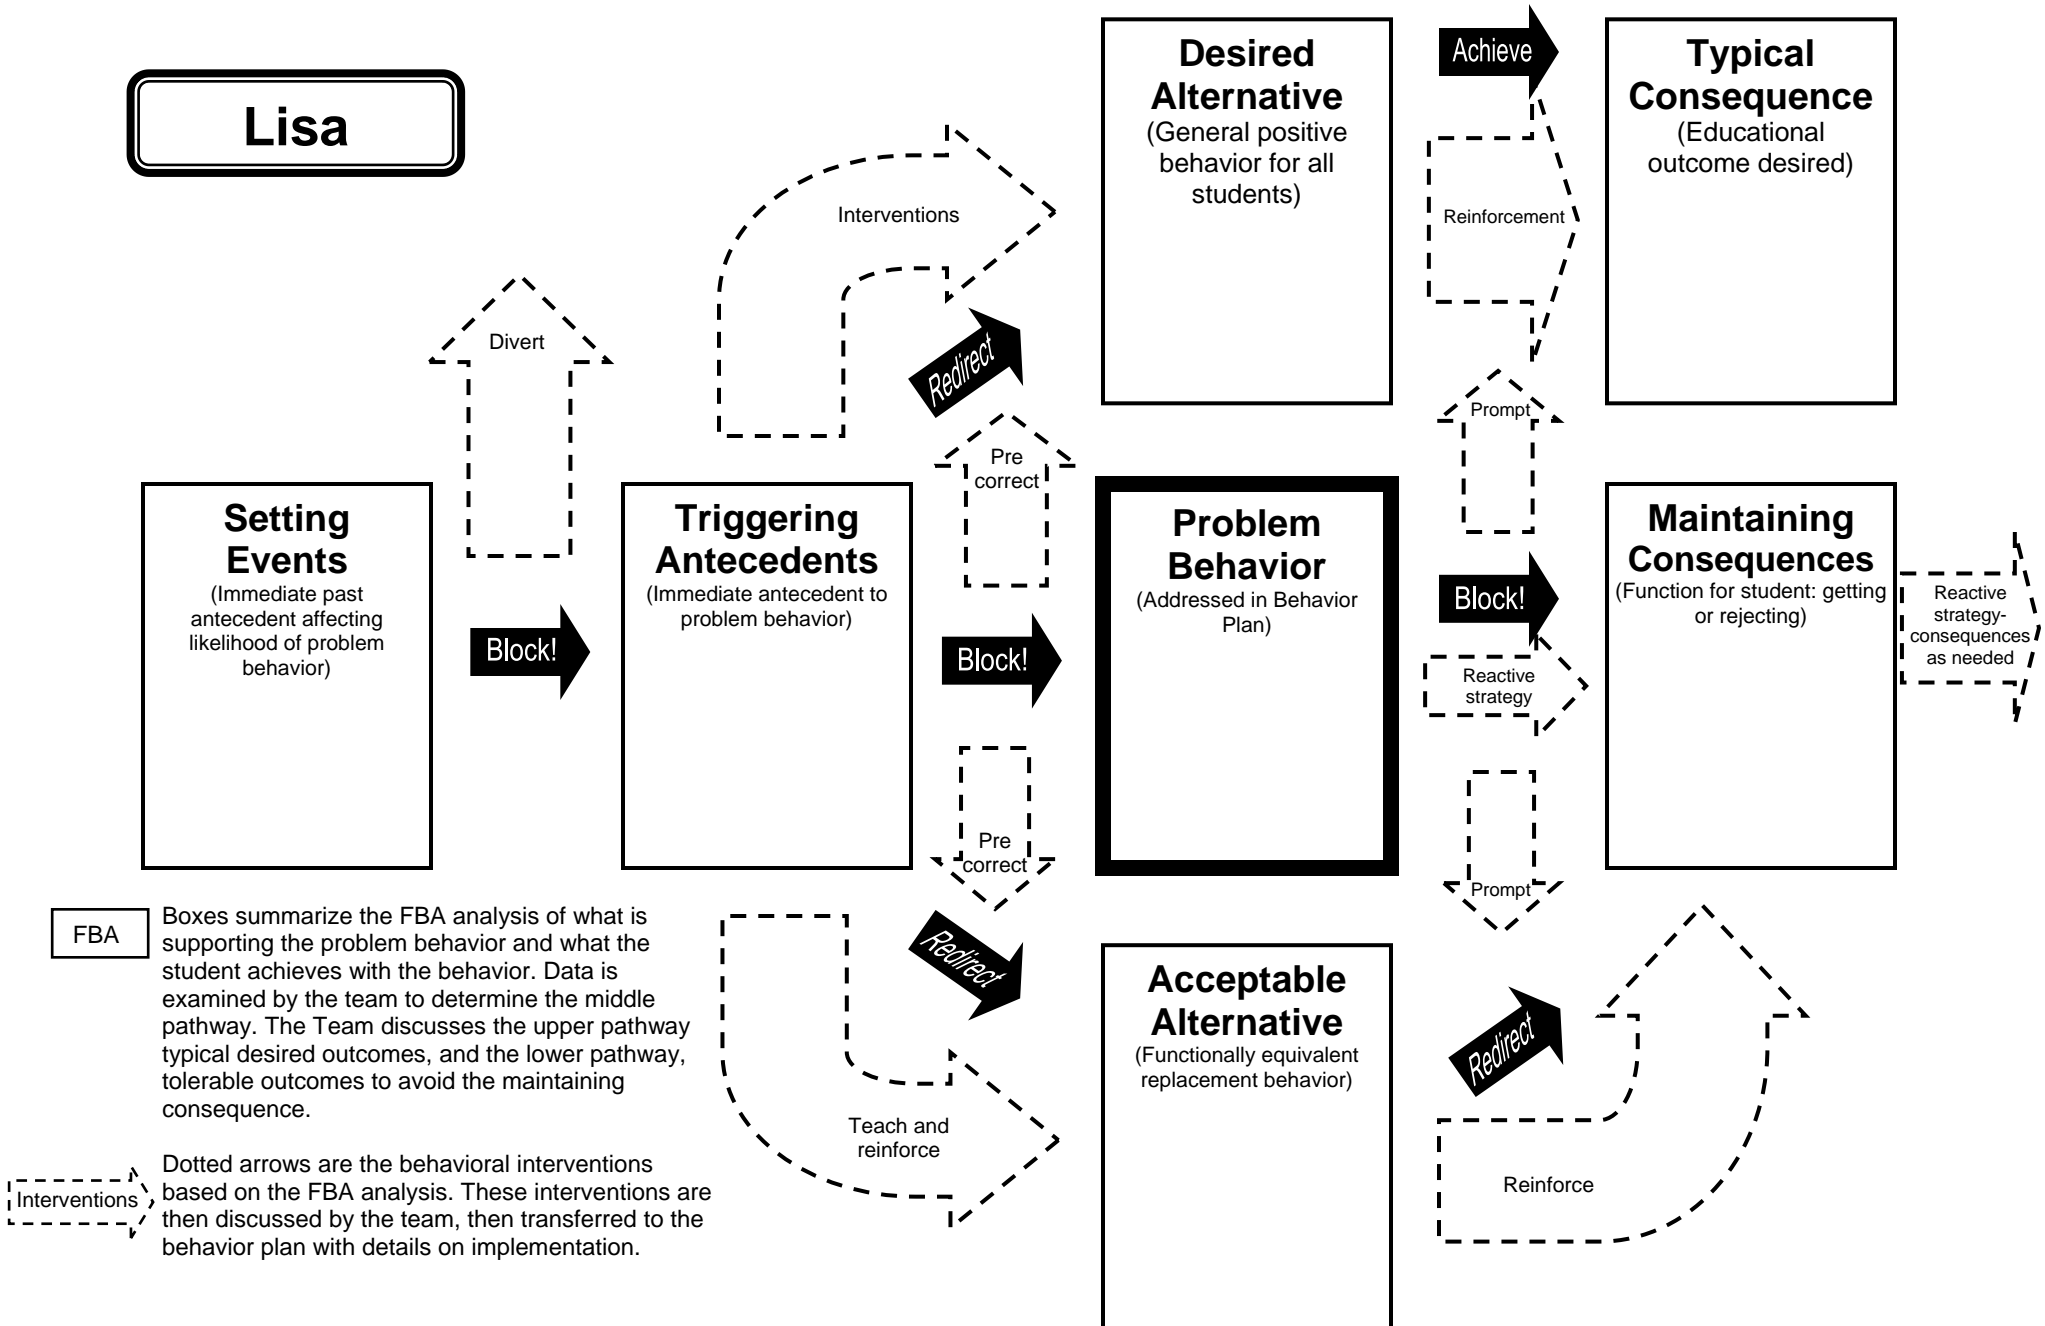 Lisa
Desired
Alternative
(General positive
behavior for all
students)
Achieve
Typical
Consequence
(Educational
outcome desired)
Interventions
Reinforcement
Divert
Redirect
Prompt
Pre
correct
Setting
Events
(Immediate past
antecedent affecting
likelihood of problem
behavior)
Block!
Triggering
Antecedents
(Immediate antecedent to
problem behavior)
Block!
Problem
Behavior
(Addressed in Behavior
Plan)
Block!
Reactive
strategy
Maintaining
Consequences
(Function for student: getting
or rejecting)
Reactive
strategy-
consequences
as needed
Pre
correct
Prompt
Redirect
FBA
Boxes summarize the FBA analysis of what is
supporting the problem behavior and what the
student achieves with the behavior. Data is
examined by the team to determine the middle
pathway. The Team discusses the upper pathway
typical desired outcomes, and the lower pathway,
tolerable outcomes to avoid the maintaining
consequence.
Acceptable
Alternative
(Functionally equivalent
replacement behavior)
Redirect
Teach and
reinforce
Reinforce
Interventions
Dotted arrows are the behavioral interventions
based on the FBA analysis. These interventions are
then discussed by the team, then transferred to the
behavior plan with details on implementation.